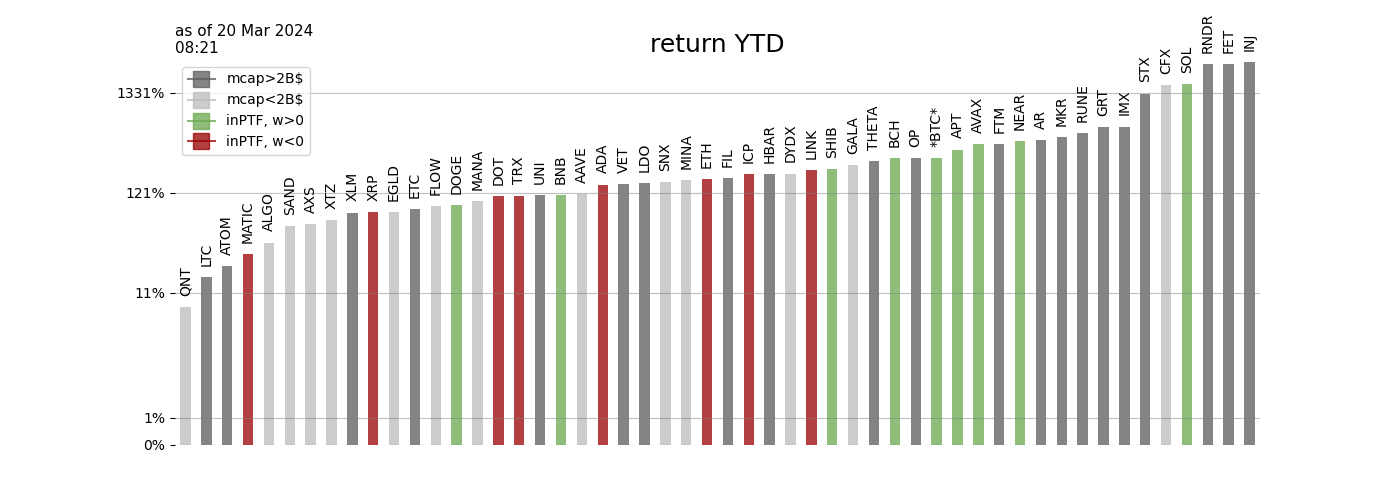 as of 20 Mar 2024
08:21
return YTD
mcap>2B$
mcap<2B$
inPTF, w>0
inPTF, w<0
1331%
121%
11%
1%
0%
QNT
LTC
ATOM
MATIC
ALGO
SAND
AXS
XTZ
XLM
XRP
EGLD
ETC
FLOW
DOGE
MANA
DOT
TRX
UNI
BNB
AAVE
ADA
VET
LDO
SNX
MINA
ETH
FIL
ICP
HBAR
DYDX
LINK
SHIB
GALA
THETA
BCH
OP
*BTC*
APT
AVAX
FTM
NEAR
AR
MKR
RUNE
GRT
IMX
STX
CFX
SOL
RNDR
FET
INJ